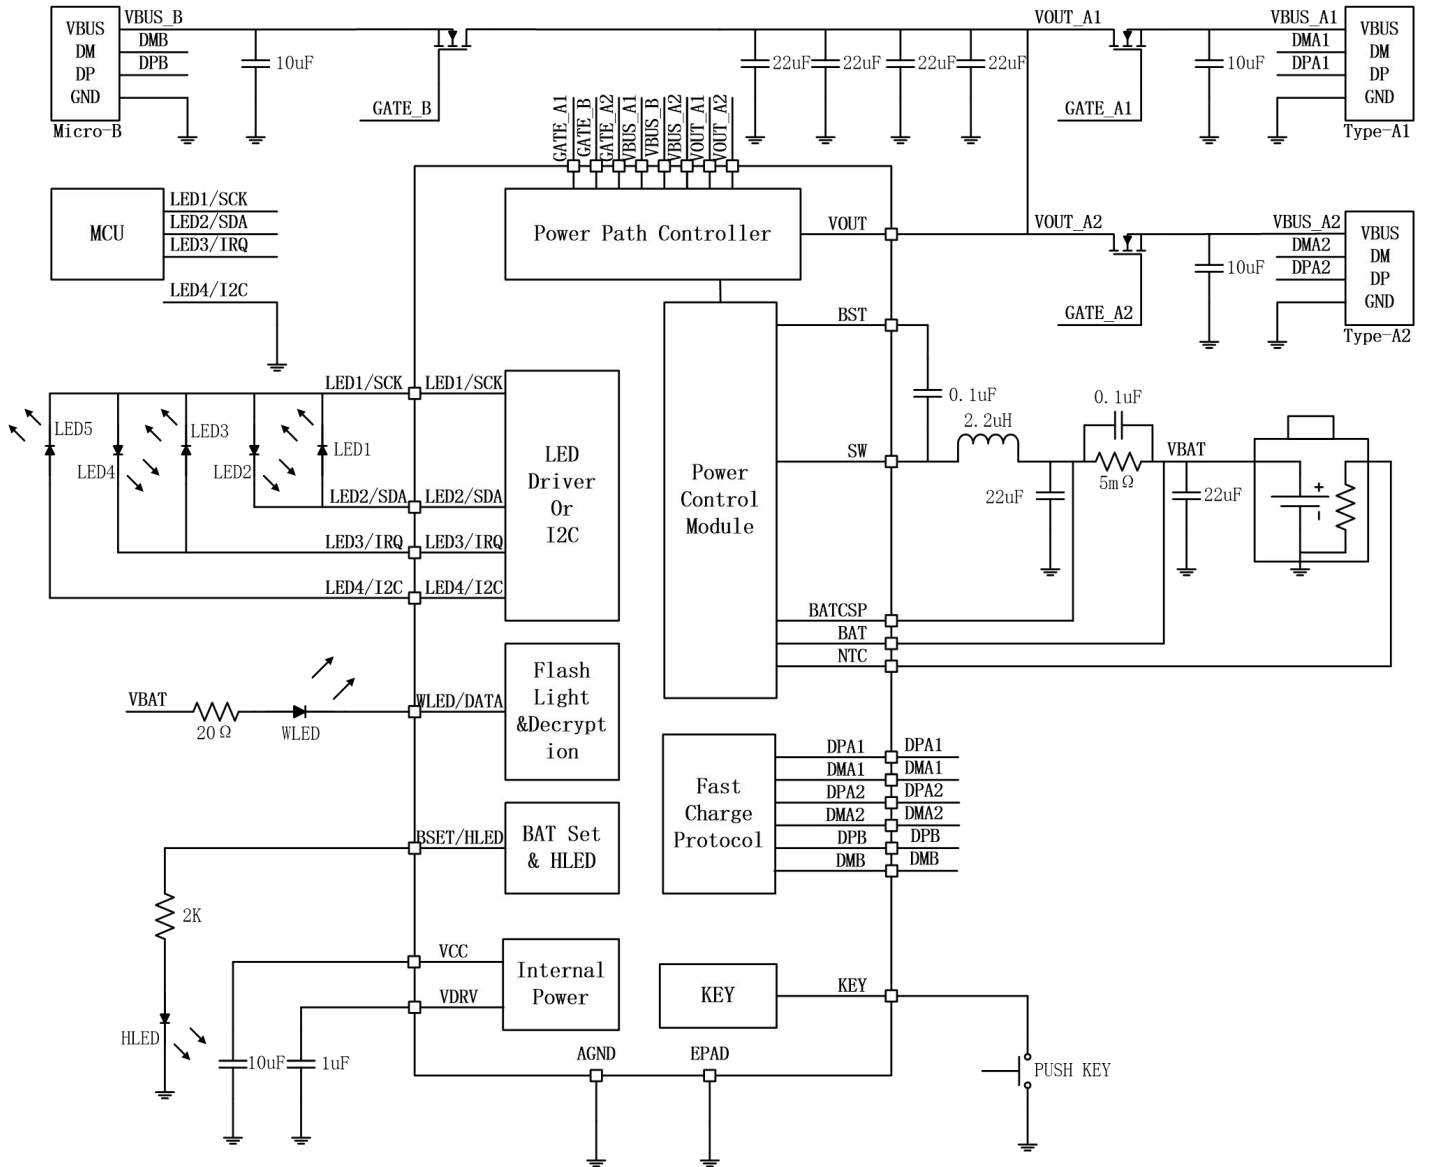 VBUS
DM
DP
GND
Micro-B
VBUS_B
DMB
DPB
10uF
GATE_B
22uF
22uF
22uF
22uF
VOUT_A1
GATE_A1
VBUS_A1
DMA1
DPA1
10uF
VBUS
DM
DP
GND
Type-A1
GATE_A1
GATE_B
GATE_A2
VBUS_A1
VBUS_B
VBUS_A2
VOUT_A1
VOUT_A2
MCU
LED1/SCK
LED2/SDA
LED3/IRQ
LED4/I2C
Power Path Controller
VOUT
VOUT_A2
GATE_A2
VBUS_A2
DMA2
DPA2
10uF
VBUS
DM
DP
GND
Type-A2
LED5
LED4
LED3
LED2
LED1
LED1/SCK
LED2/SDA
LED3/IRQ
LED4/I2C
LED1/SCK
LED2/SDA
LED3/IRQ
LED4/I2C
LED
Driver
Or
I2C
Power
Control
Module
BST
SW
BATCSP
BAT
NTC
0.1uF
2.2uH
0.1uF
5mΩ
VBAT
22uF
22uF
+
-
VBAT
20Ω
WLED
WLED/DATA
Flash
Light
&Decrypt
ion
Fast
Charge
Protocol
DPA1
DMA1
DPA2
DMA2
DPB
DMB
DPA1
DMA1
DPA2
DMA2
DPB
DMB
BSET/HLED
BAT Set
& HLED
2K
HLED
VCC
VDRV
Internal
Power
10uF
1uF
KEY
KEY
PUSH KEY
AGND
EPAD